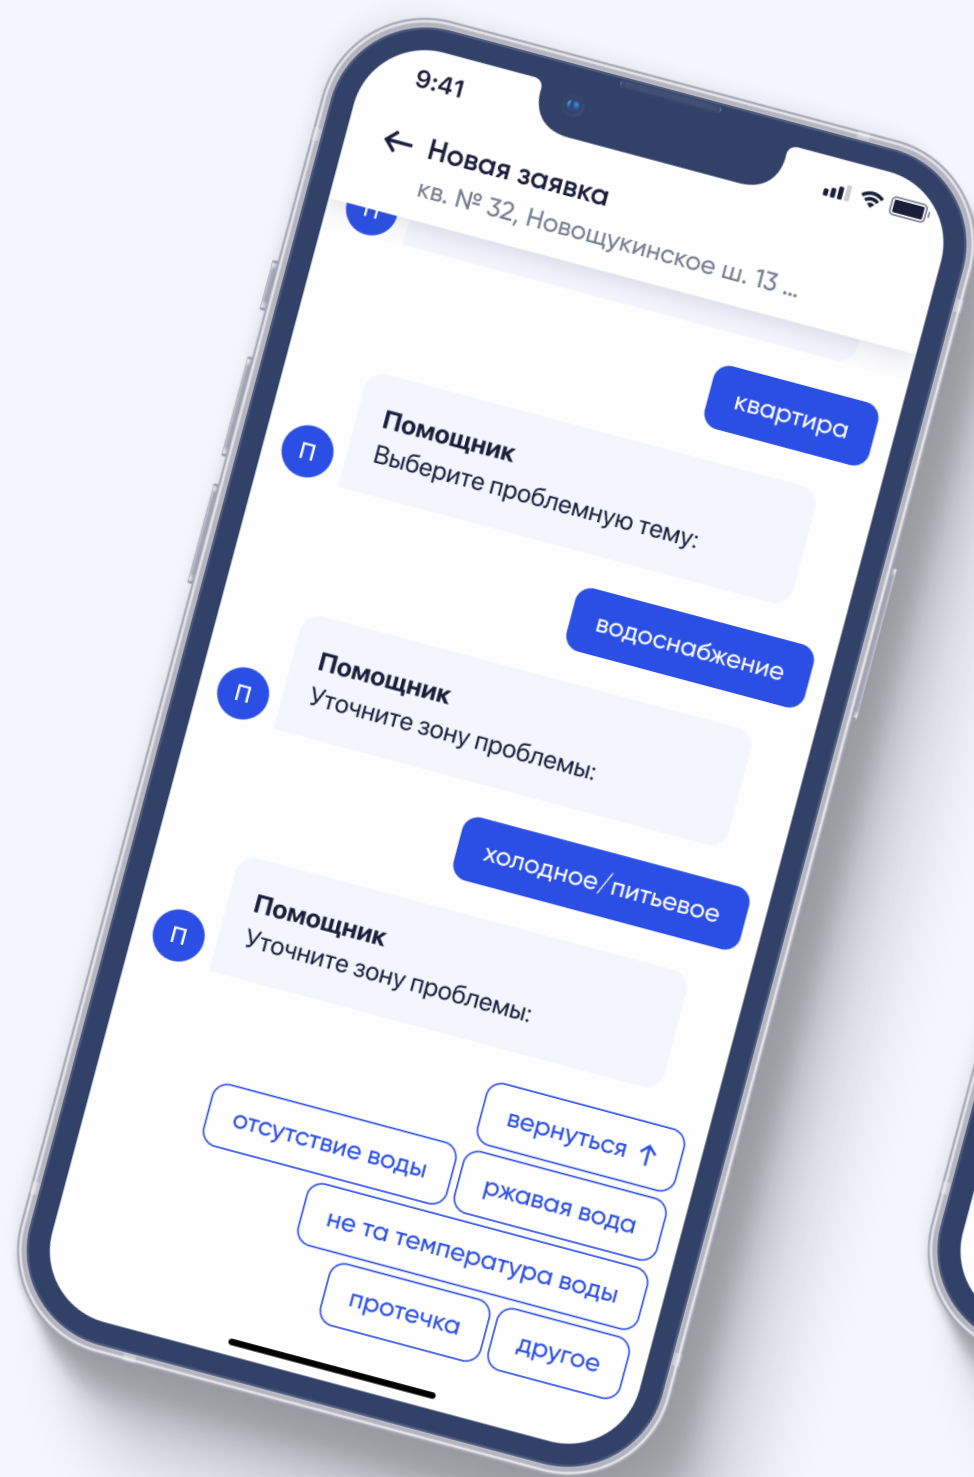 9:41
← Новая заявка
кв. № 32, Новощукинское ш. 13 ...
П
квартира
Помощник
П
Выберите проблемную тему:
водоснабжение
Помощник
П
Уточните зону проблемы:
холодное/питьевое
Помощник
П
Уточните зону проблемы:
вернуться ↑
отсутствие воды
ржавая вода
не та температура воды
протечка
другое